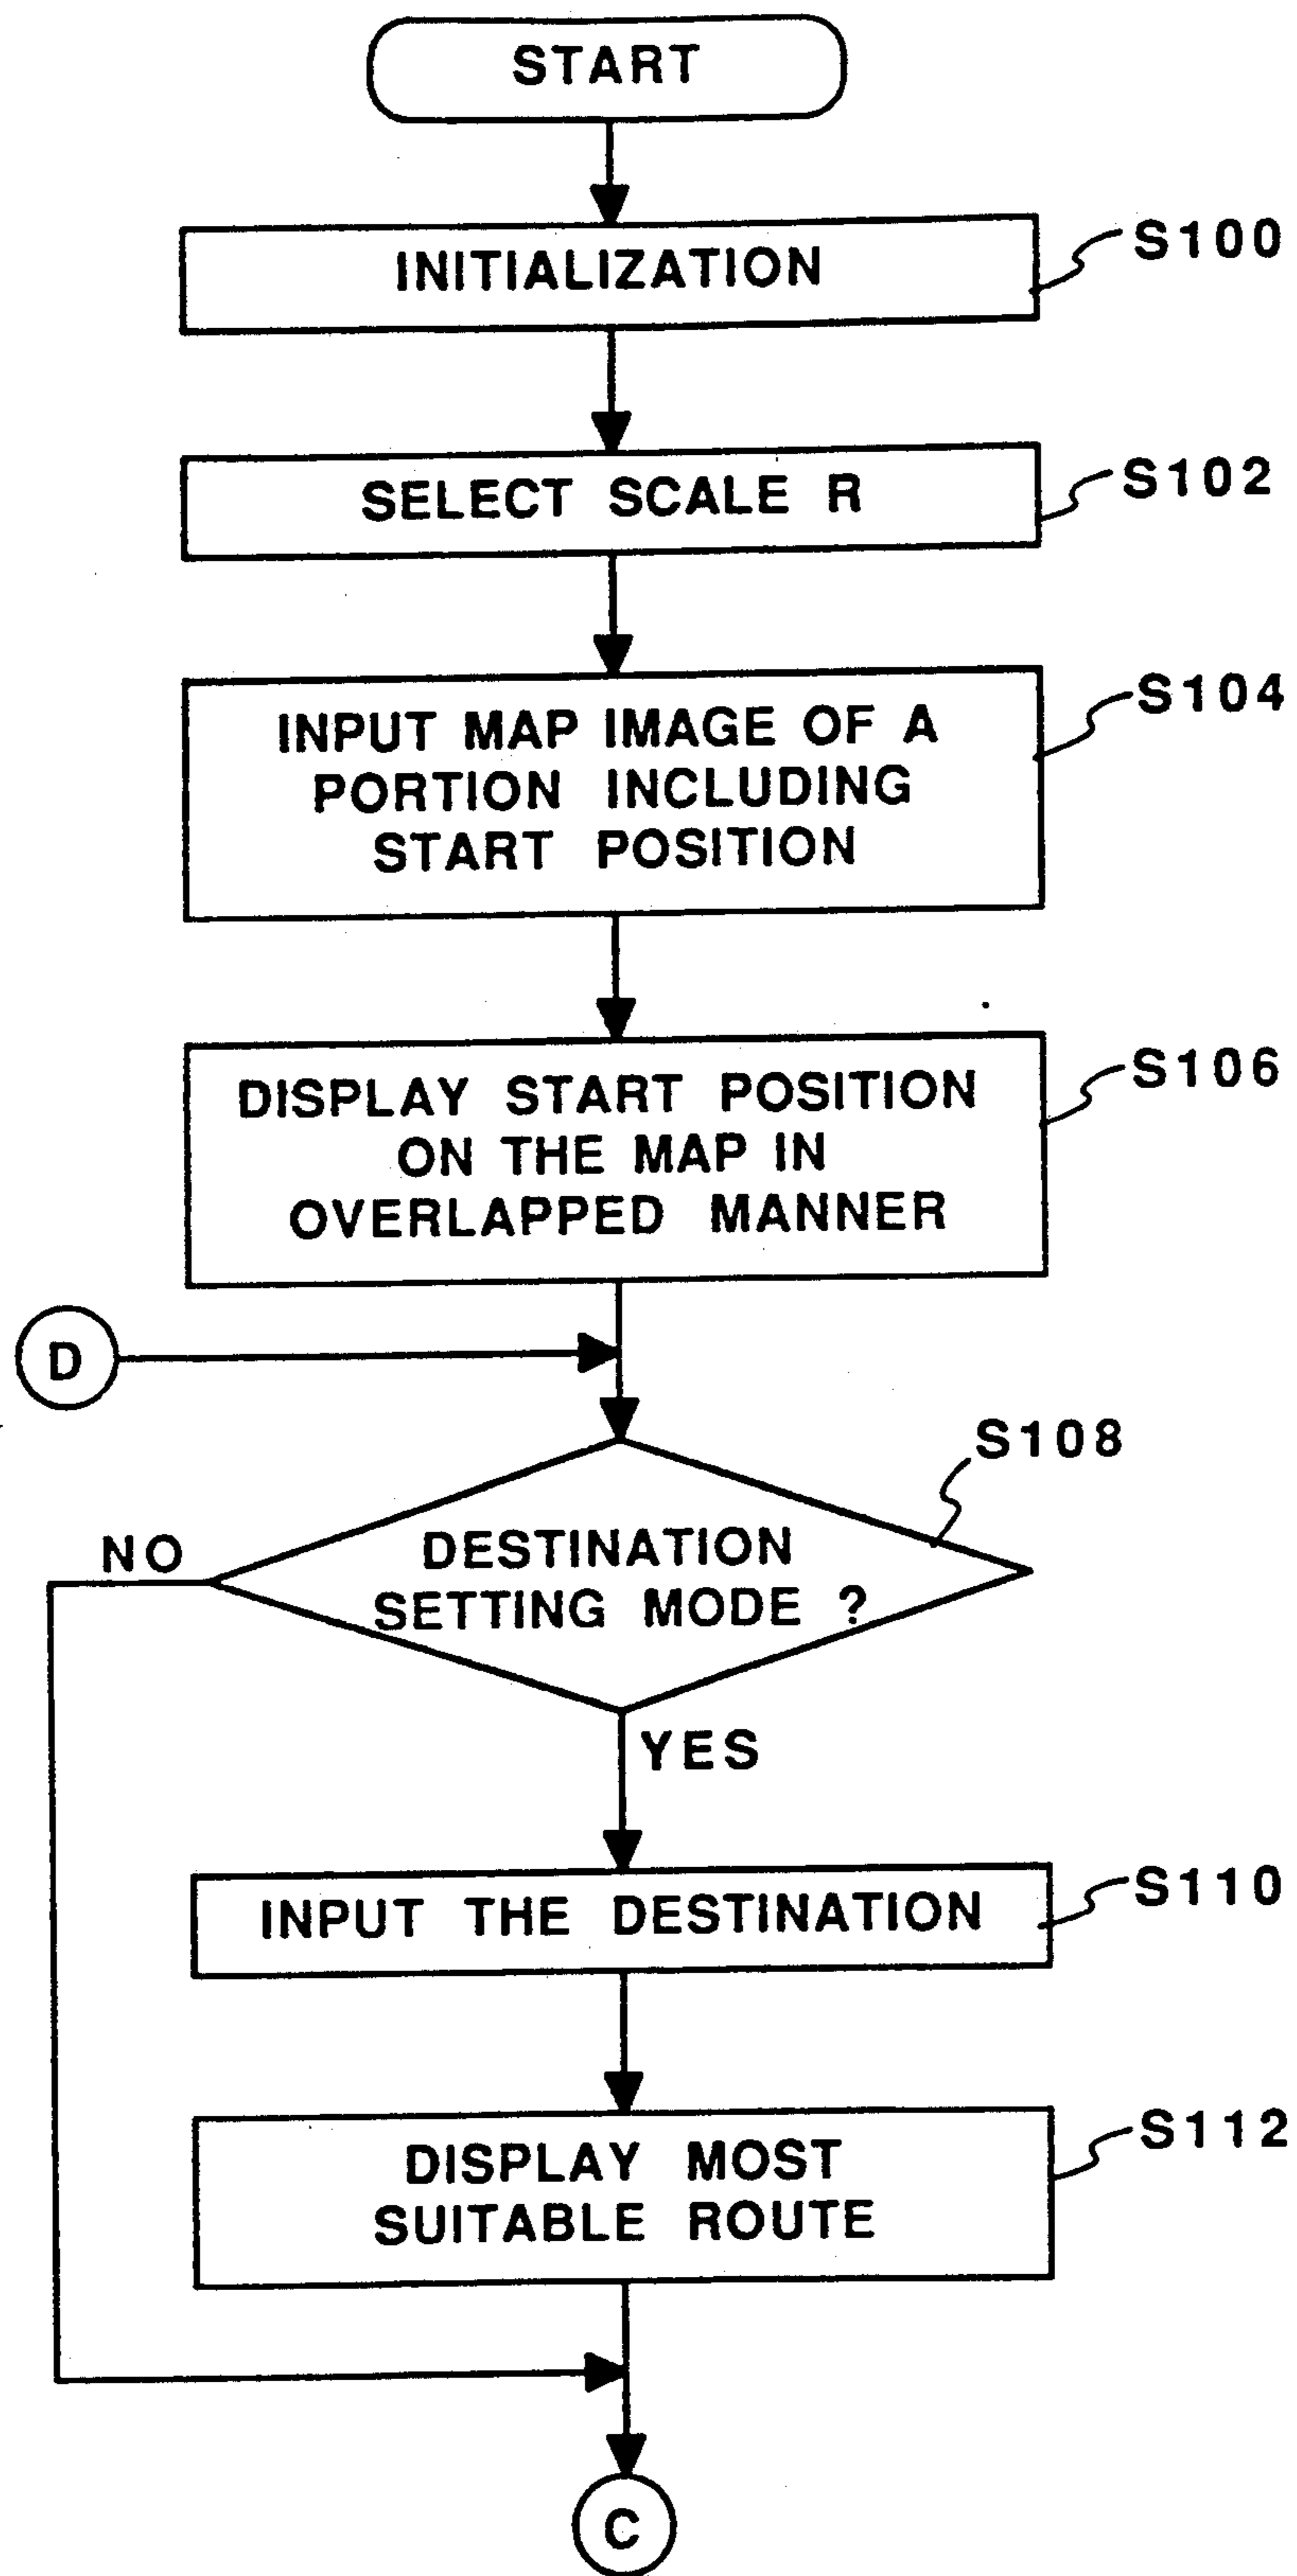 START
INITIALIZATION
S100
SELECT SCALE R
S102
INPUT MAP IMAGE OF A
PORTION INCLUDING
START POSITION
S104
DISPLAY START POSITION
ON THE MAP IN
OVERLAPPED MANNER
S106
D
S108
DESTINATION
SETTING MODE ?
NO
YES
INPUT THE DESTINATION
S110
DISPLAY MOST
SUITABLE ROUTE
S112
C